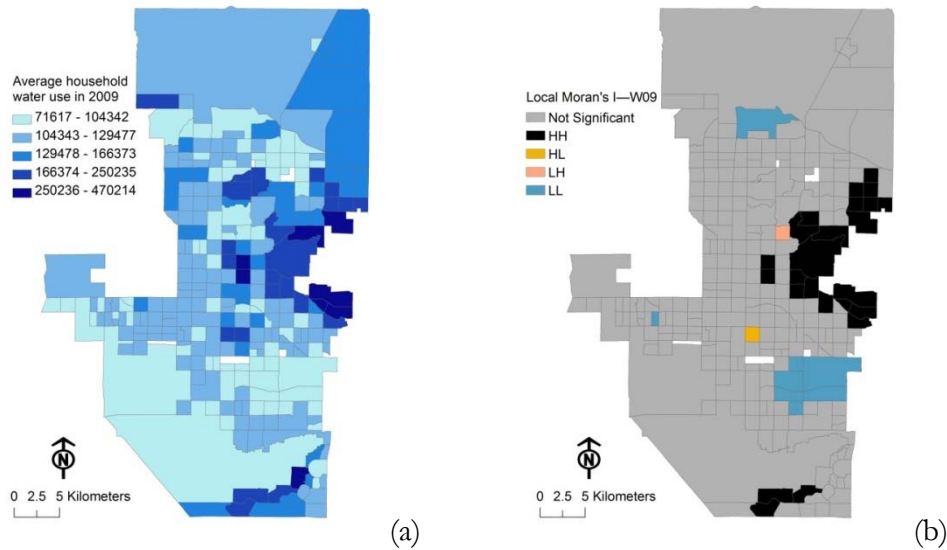 Average household
water use in 2009
71617 - 104342
104343 - 129477
129478 - 166373
166374 - 250235
250236 - 470214
N
0 2.5 5 Kilometers
(a)
Local Moran's I—W09
Not Significant
HH
HL
LH
LL
N
0 2.5 5 Kilometers
(b)